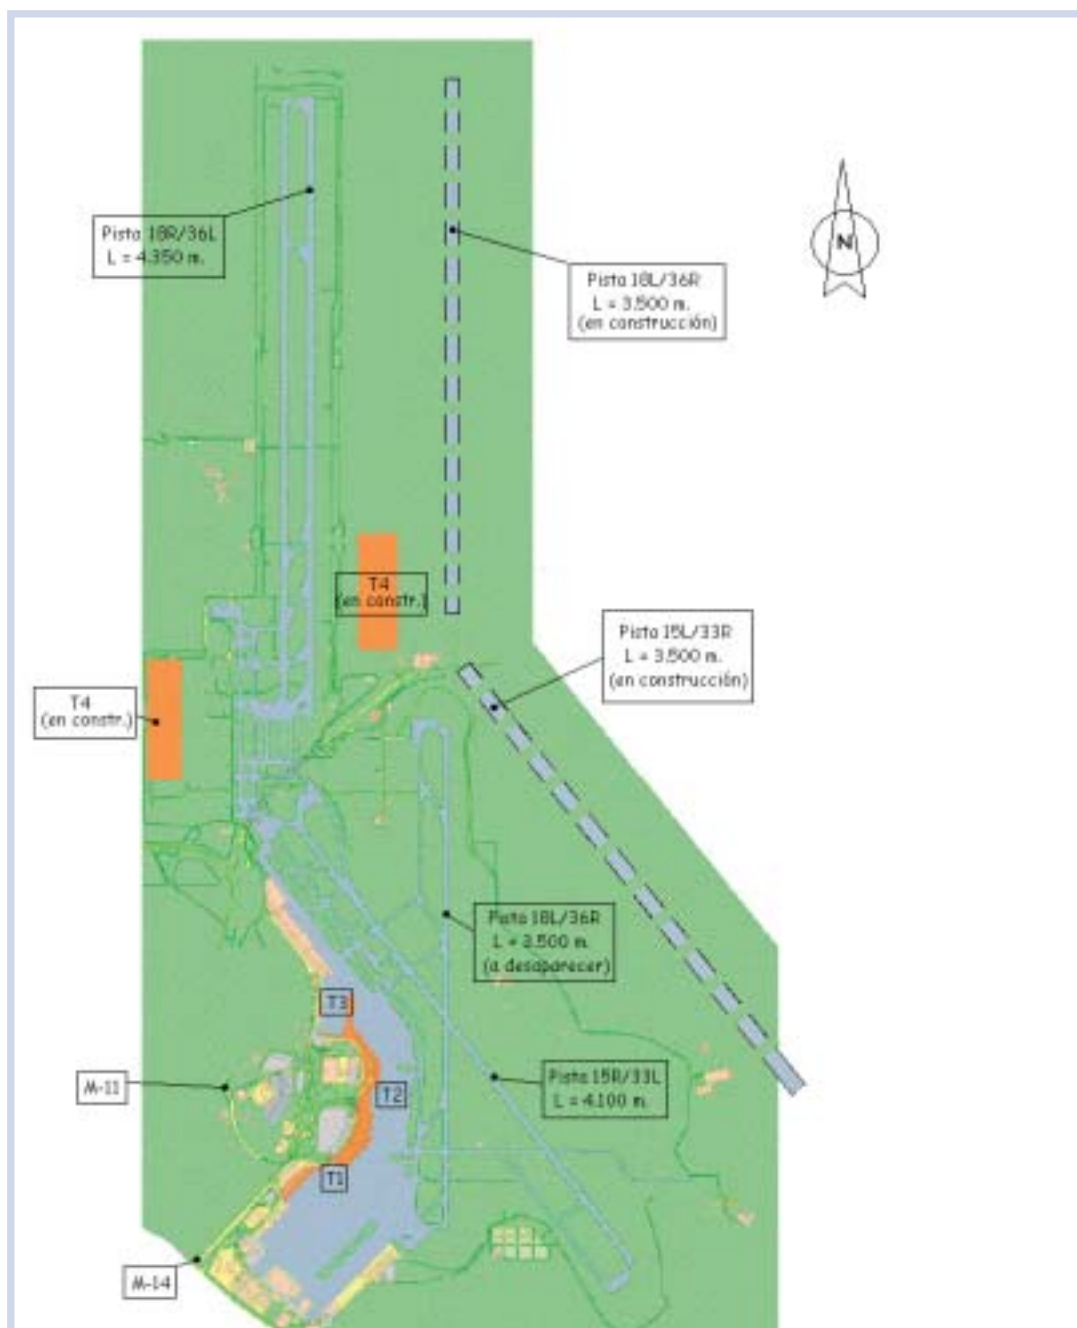 Pista 18R/36L
L = 4.350 m.
N
Pista 18L/36R
L = 3.500 m.
(en construcción)
T4
(en constr.)
Pista 15L/33R
L = 3.500 m.
(en construcción)
T4
(en constr.)
Pista 18L/36R
L = 3.500 m.
(a desaparecer)
T3
M-11
T2
Pista 15R/33L
L = 4.100 m.
T1
M-14